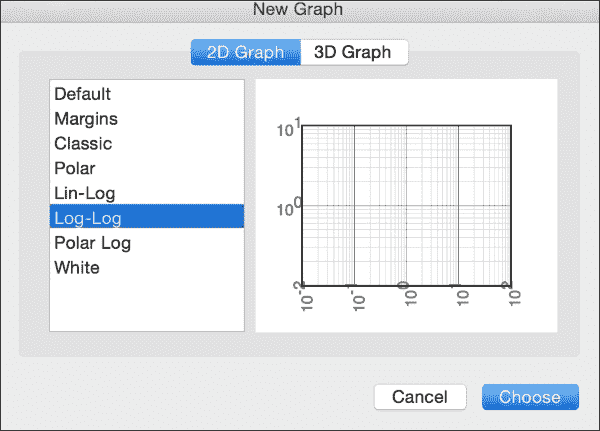 New Graph
2D Graph 3D Graph
Default
Margins
Classic
Polar
Lin-Log
Log-Log
Polar Log
White
10^1
10^0
10^-2 10^-1 10^0 10^1 10^2
Cancel Choose